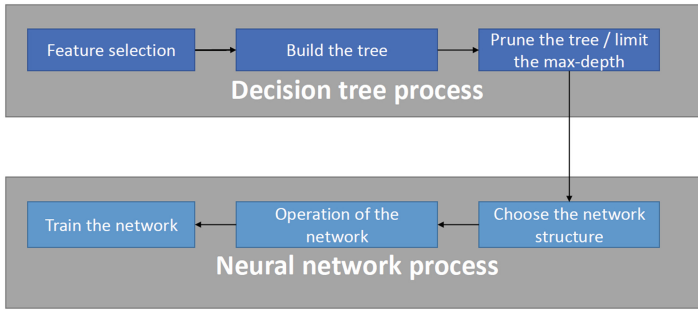 Feature selection
Build the tree
Prune the tree / limit
the max-depth
Decision tree process
Train the network
Operation of the
network
Choose the network
structure
Neural network process